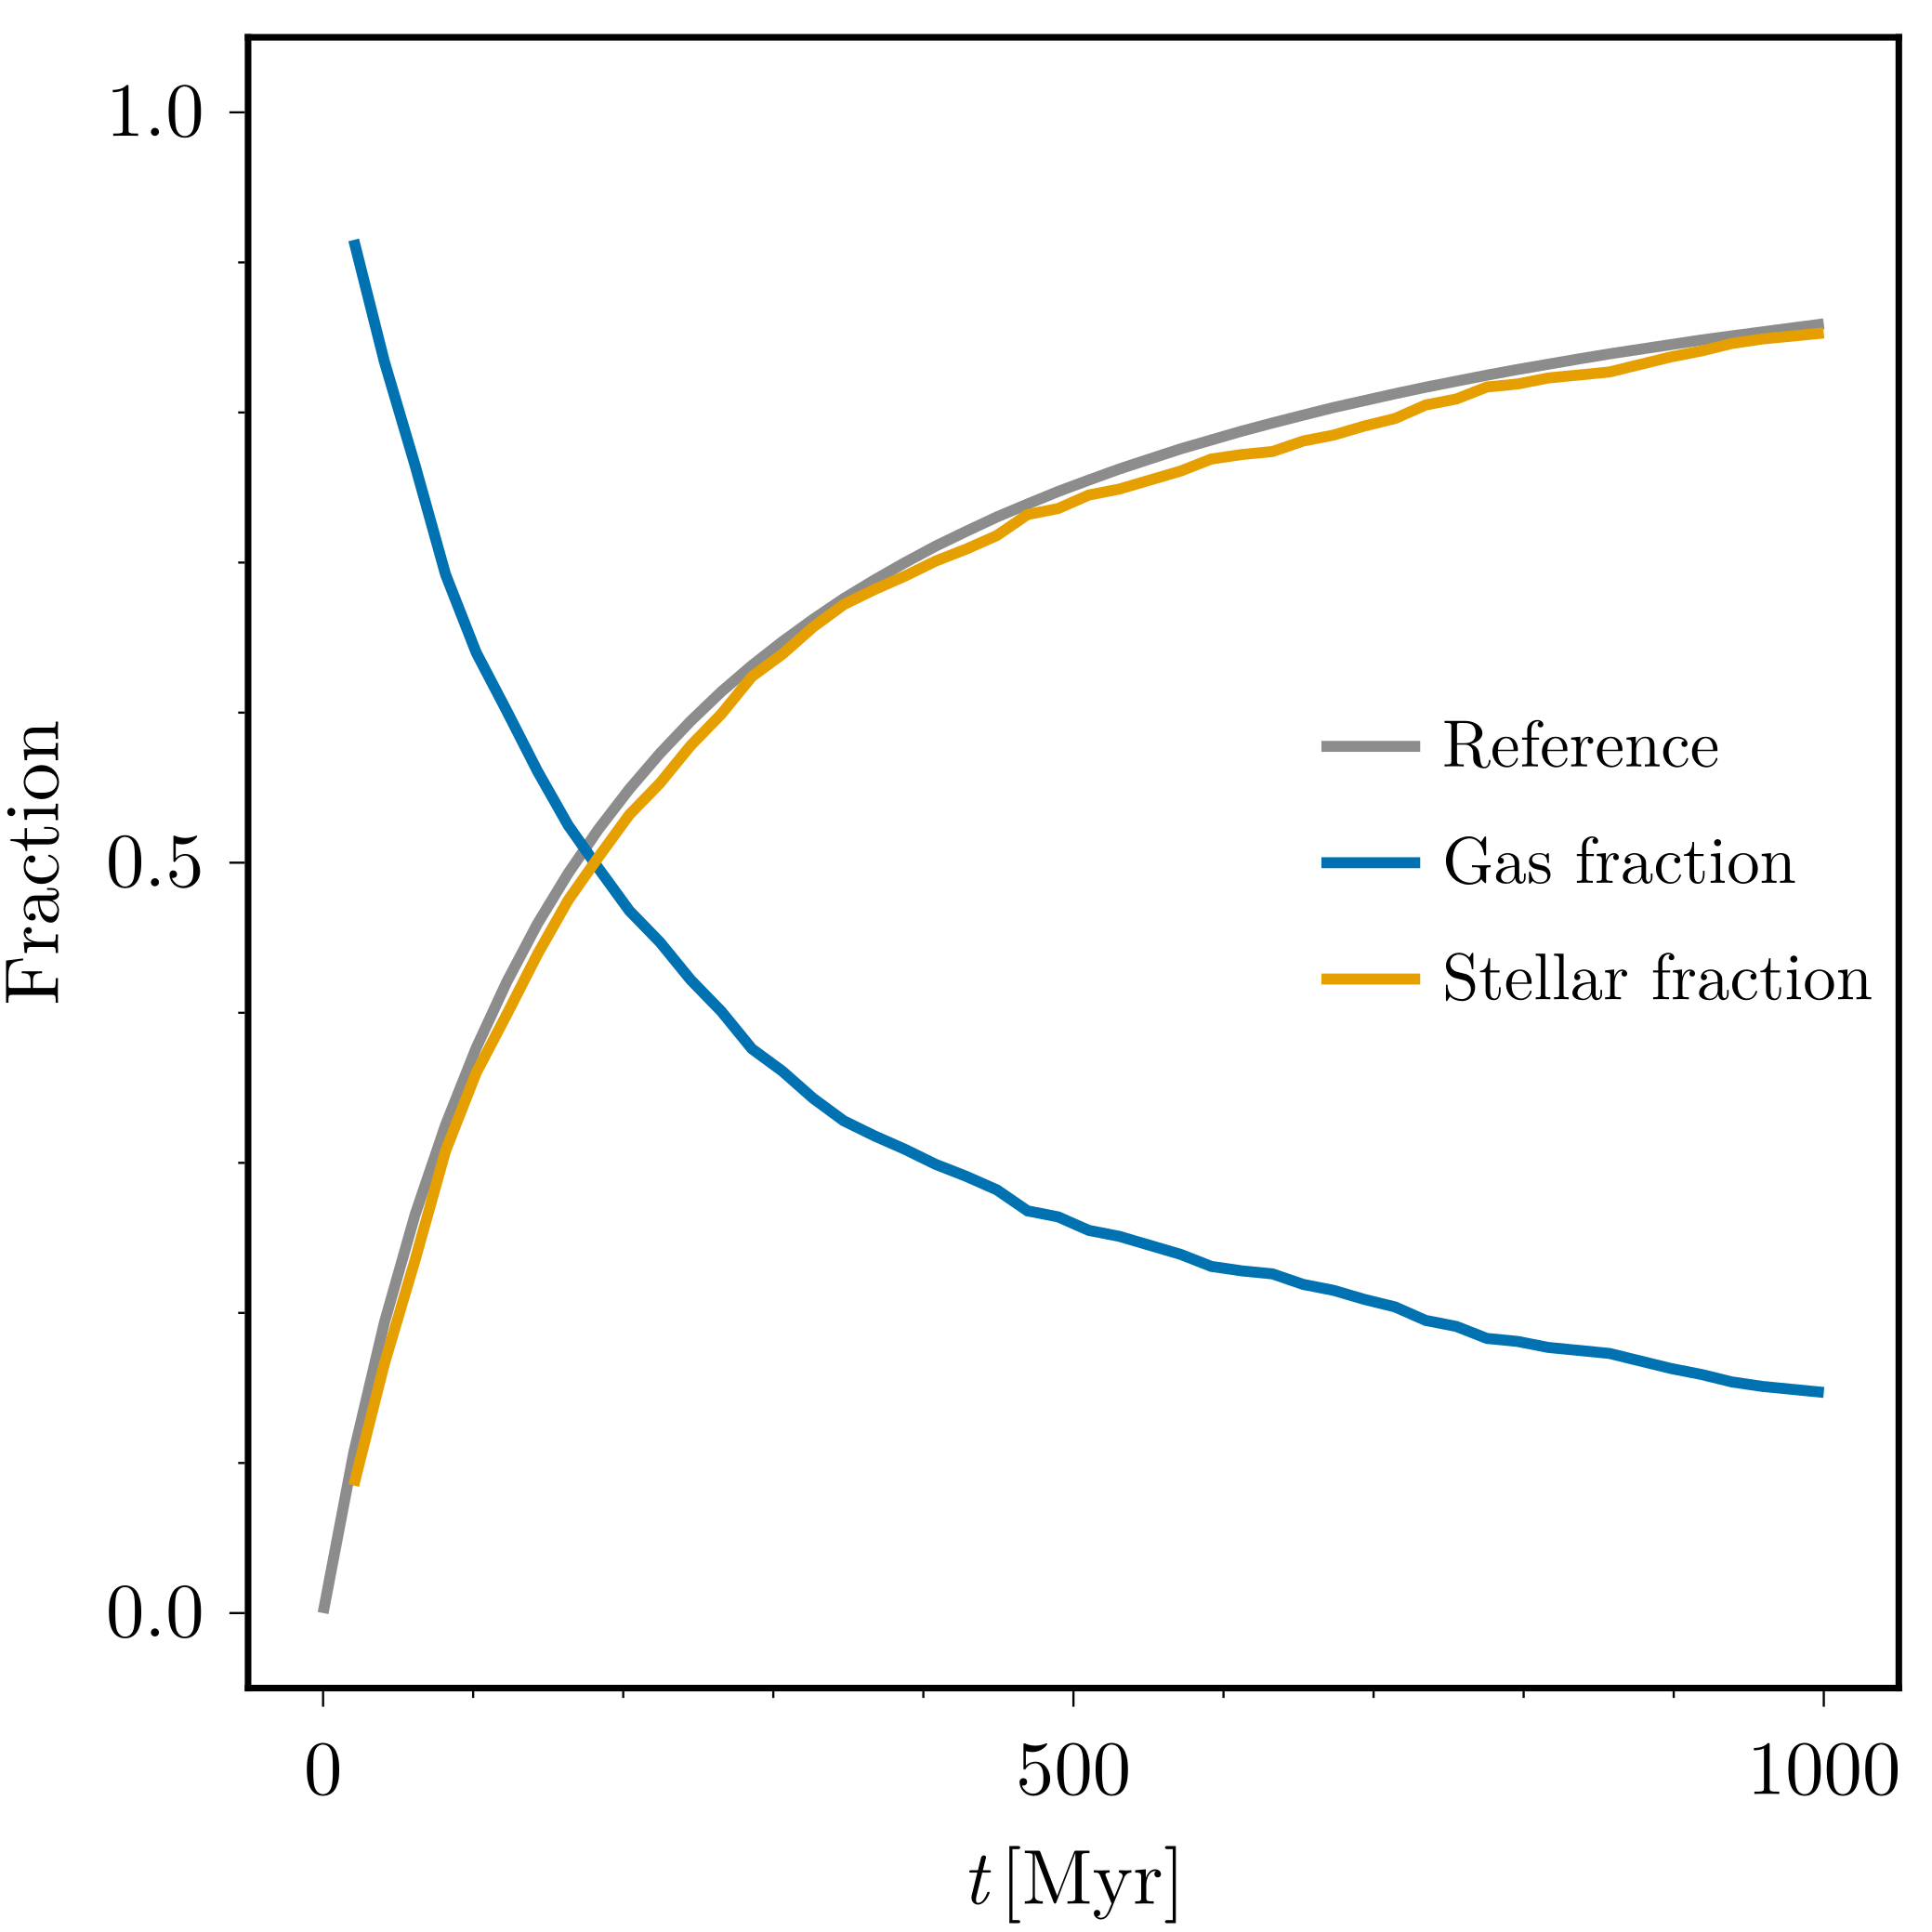 1.0
0.5
0.0
Fraction
Reference
Gas fraction
Stellar fraction
0 500 1000
t [Myr]